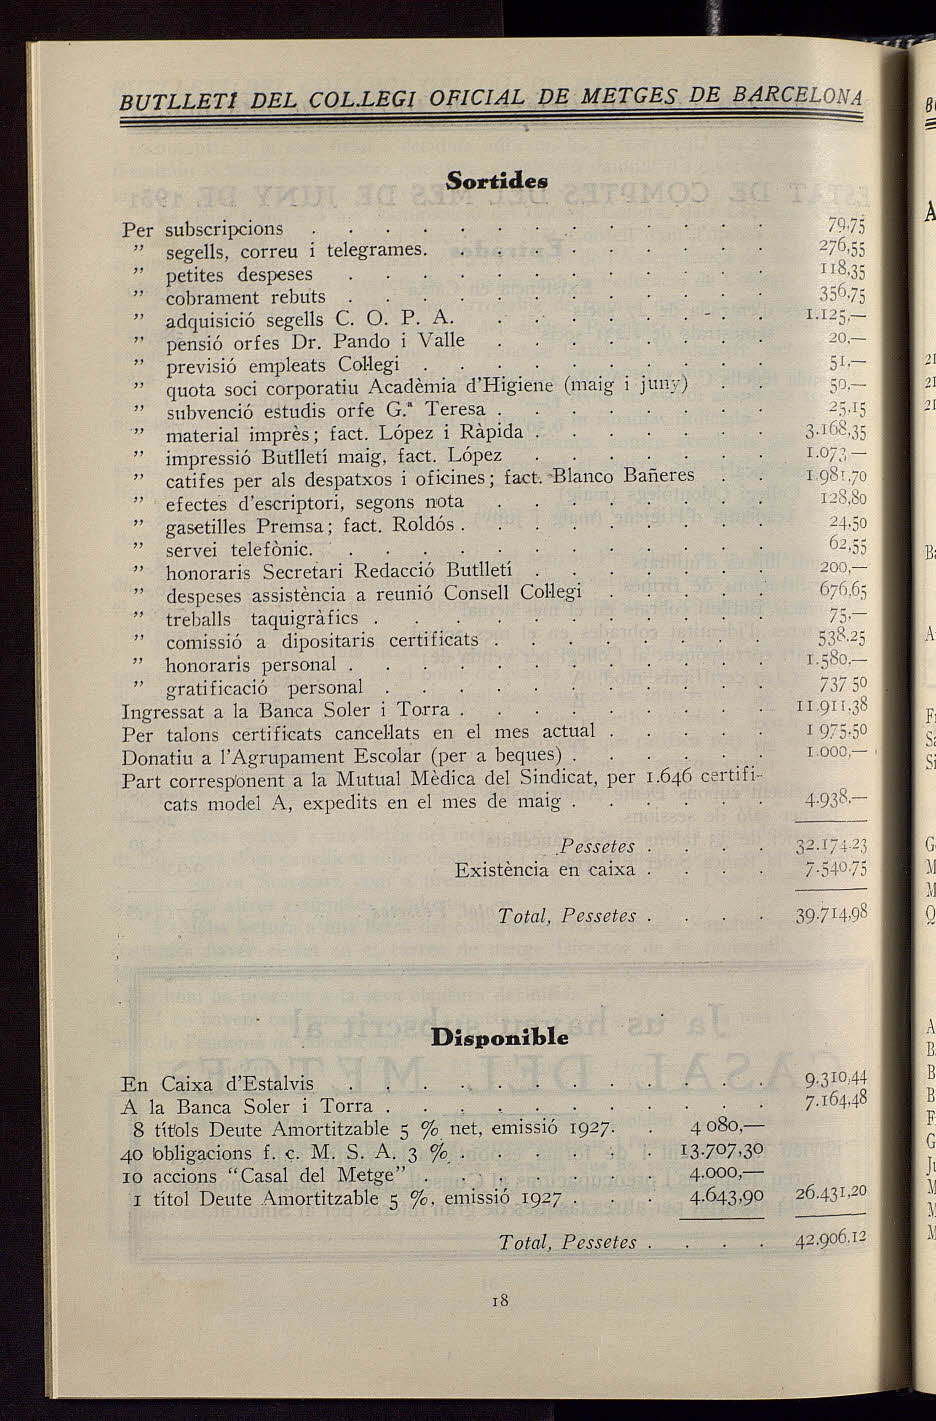 BUTLLETÍ DEL COL.LEGI OFICIAL DE METGES DE BARCELONA
Sortides
Per subscripcions . . . . . . . . . . . . . 79.75
” segells, correu i telegrames. . . . . . . . . . 276,55
” petites despeses . . . . . . . . . . . . 118,35
” cobrament rebuts . . . . . . . . . . . . 356,75
” adquisició segells C. O. P. A. . . . . . . . . 1.125,—
” pensió orfes Dr. Pando i Valle . . . . . . . . 20,—
” previsió empleats Col·legi . . . . . . . . . . 51,—
” quota soci corporatiu Acadèmia d’Higiene (maig i juny) . . 50,—
” subvenció estudis orfe G.ª Teresa . . . . . . . . 25,15
” material imprès; fact. López i Ràpida . . . . . . . 3.168,35
” impressió Butlletí maig, fact. López . . . . . . . 1.073,—
” catifes per als despatxos i oficines; fact. Blanco Bañeres . . 1.981,70
” efectes d’escriptori, segons nota . . . . . . . . 128,80
” gasetilles Premsa; fact. Roldós . . . . . . . . . 24,50
” servei telefònic. . . . . . . . . . . . . 62,55
” honoraris Secretari Redacció Butlletí . . . . . . . 200,—
” despeses assistència a reunió Consell Col·legi . . . . . 676,65
” treballs taquigràfics . . . . . . . . . . . 75,—
” comissió a dipositaris certificats . . . . . . . . 538,25
” honoraris personal . . . . . . . . . . . . 1.580,—
” gratificació personal . . . . . . . . . . . 737 50
Ingressat a la Banca Soler i Torra . . . . . . . . . 11.911,38
Per talons certificats cancel·lats en el mes actual . . . . . 1 975.50
Donatiu a l’Agrupament Escolar (per a beques) . . . . . . 1.000,—
Part corresponent a la Mutual Mèdica del Sindicat, per 1.646 certifi-
cats model A, expedits en el mes de maig . . . . . . 4.938,—
Pessetes . . . . 32.174.23
Existència en caixa . . . . 7.540.75
Total, Pessetes . . . . 39.714,98
Disponible
En Caixa d’Estalvis . . . . . . . . . . . . 9.310,44
A la Banca Soler i Torra . . . . . . . . . . . 7.164,48
8 títols Deute Amortitzable 5 % net, emissió 1927. . 4 080,—
40 obligacions f. c. M. S. A. 3 % . . . . . . 13.707,30
10 accions “Casal del Metge” . . . . . . . 4.000,—
1 títol Deute Amortitzable 5 %, emissió 1927 . . . 4.643,90 26.431,20
Total, Pessetes . . . . 42.906.12
18